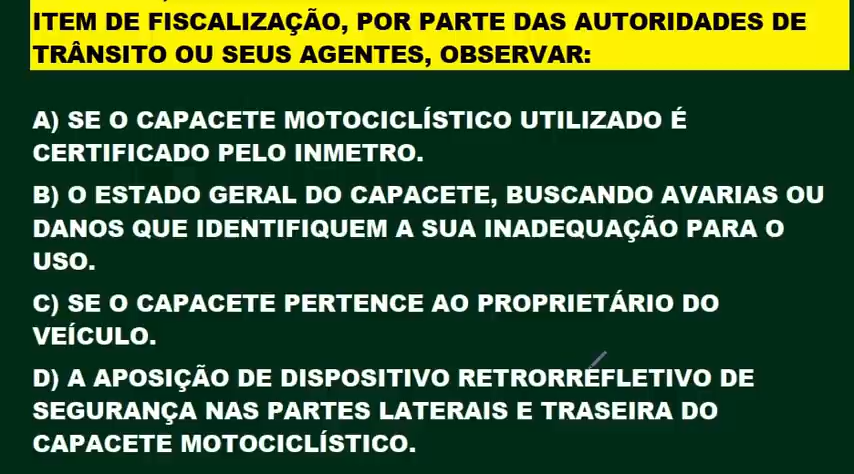 ITEM DE FISCALIZAÇÃO, POR PARTE DAS AUTORIDADES DE
TRÂNSITO OU SEUS AGENTES, OBSERVAR:
A) SE O CAPACETE MOTOCICLÍSTICO UTILIZADO É
CERTIFICADO PELO INMETRO.
B) O ESTADO GERAL DO CAPACETE, BUSCANDO AVARIAS OU
DANOS QUE IDENTIFIQUEM A SUA INADEQUAÇÃO PARA O
USO.
C) SE O CAPACETE PERTENCE AO PROPRIETÁRIO DO
VEÍCULO.
D) A APOSIÇÃO DE DISPOSITIVO RETRORREFLETIVO DE
SEGURANÇA NAS PARTES LATERAIS E TRASEIRA DO
CAPACETE MOTOCICLÍSTICO.